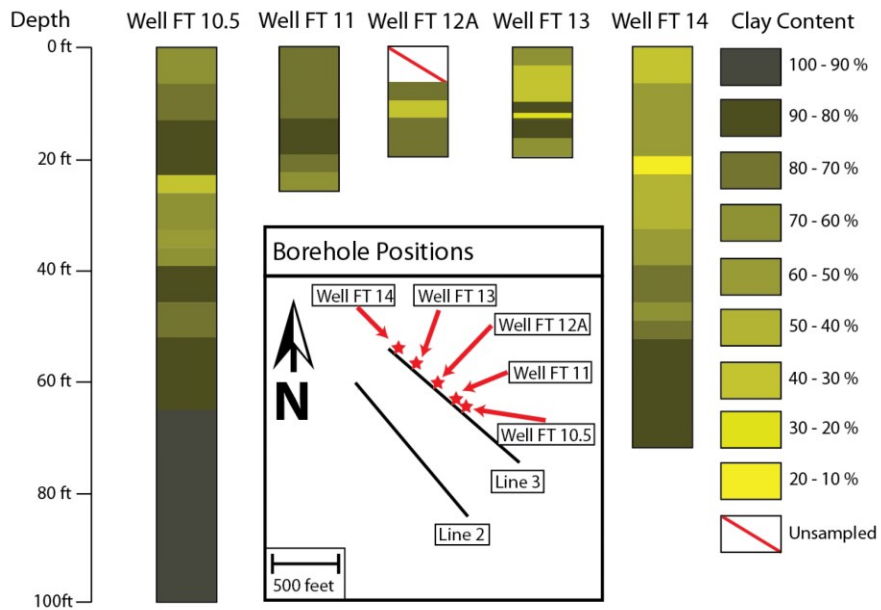 Depth Well FT 10.5 Well FT 11 Well FT 12A Well FT 13 Well FT 14 Clay Content
0 ft
20 ft
40 ft
60 ft
80 ft
100ft
Borehole Positions
Well FT 14
Well FT 13
Well FT 12A
Well FT 11
Well FT 10.5
N
Line 3
Line 2
500 feet
100 - 90 %
90 - 80 %
80 - 70 %
70 - 60 %
60 - 50 %
50 - 40 %
40 - 30 %
30 - 20 %
20 - 10 %
Unsampled